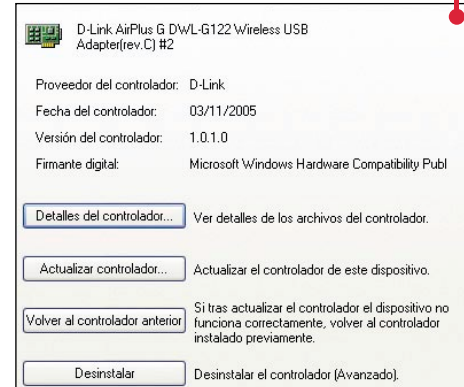 D-Link AirPlus G DWL-G122 Wireless USB
Adapter(rev.C) #2
Proveedor del controlador: D-Link
Fecha del controlador: 03/11/2005
Versión del controlador: 1.0.1.0
Firmante digital: Microsoft Windows Hardware Compatibility Publ
Detalles del controlador... Ver detalles de los archivos del controlador.
Actualizar controlador... Actualizar el controlador de este dispositivo.
Volver al controlador anterior Si tras actualizar el controlador el dispositivo no
funciona correctamente, volver al controlador
instalado previamente.
Desinstalar Desinstalar el controlador (Avanzado).